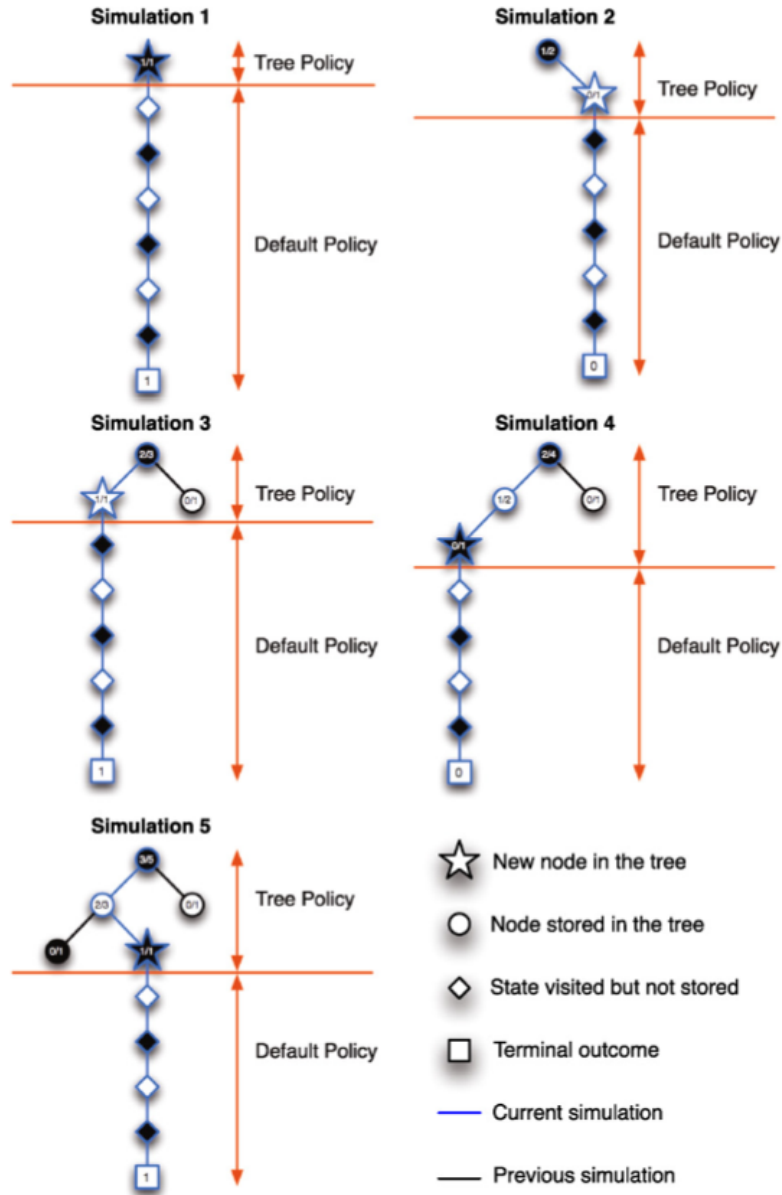 Simulation 1
1/1
Tree Policy
Default Policy
1
Simulation 2
1/2
0/1
Tree Policy
Default Policy
0
Simulation 3
2/3
1/1
0/1
Tree Policy
Default Policy
1
Simulation 4
2/4
1/2
0/1
0/1
Tree Policy
Default Policy
0
Simulation 5
3/5
2/3
0/1
0/1
1/1
Tree Policy
Default Policy
1
New node in the tree
Node stored in the tree
State visited but not stored
Terminal outcome
Current simulation
Previous simulation